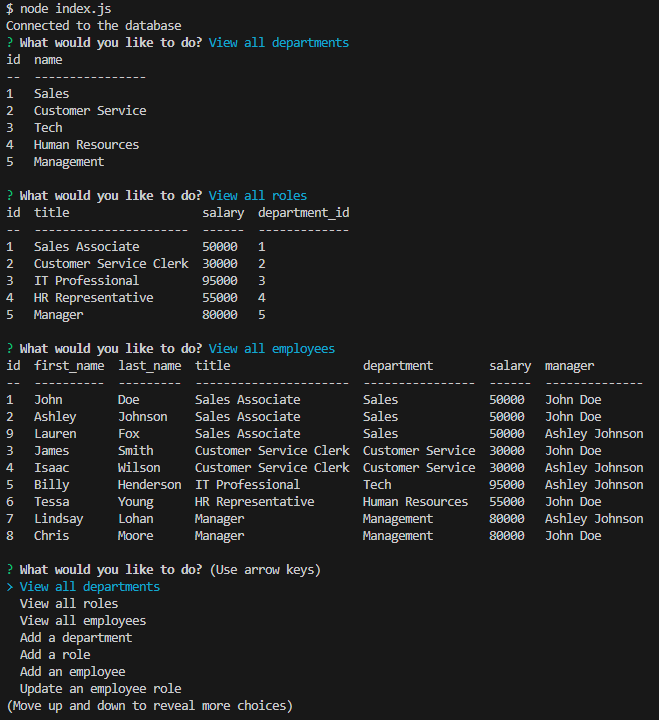 $ node index.js
Connected to the database
? What would you like to do? View all departments
id  name
--  ----------------
1   Sales
2   Customer Service
3   Tech
4   Human Resources
5   Management
? What would you like to do? View all roles
id  title                   salary  department_id
--  ----------------------  ------  -------------
1   Sales Associate         50000   1
2   Customer Service Clerk  30000   2
3   IT Professional         95000   3
4   HR Representative       55000   4
5   Manager                 80000   5
? What would you like to do? View all employees
id  first_name  last_name  title                   department        salary  manager
--  ----------  ---------  ----------------------  ----------------  ------  --------------
1   John        Doe        Sales Associate         Sales             50000   John Doe
2   Ashley      Johnson    Sales Associate         Sales             50000   John Doe
9   Lauren      Fox        Sales Associate         Sales             50000   Ashley Johnson
3   James       Smith      Customer Service Clerk  Customer Service  30000   John Doe
4   Isaac       Wilson     Customer Service Clerk  Customer Service  30000   Ashley Johnson
5   Billy       Henderson  IT Professional         Tech              95000   Ashley Johnson
6   Tessa       Young      HR Representative       Human Resources   55000   John Doe
7   Lindsay     Lohan      Manager                 Management        80000   Ashley Johnson
8   Chris       Moore      Manager                 Management        80000   John Doe
? What would you like to do? (Use arrow keys)
> View all departments
  View all roles
  View all employees
  Add a department
  Add a role
  Add an employee
  Update an employee role
(Move up and down to reveal more choices)